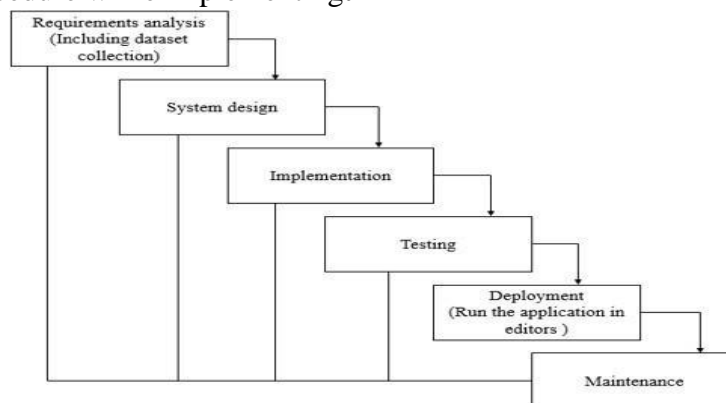 Requirements analysis
(Including dataset
collection)
System design
Implementation
Testing
Deployment
(Run the application in
editors )
Maintenance